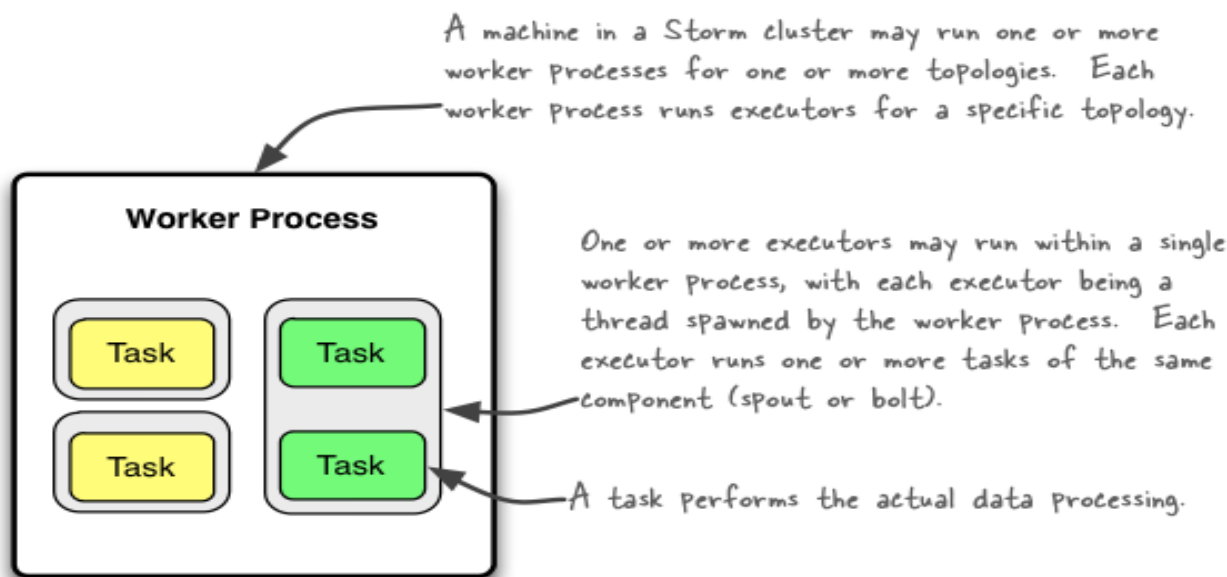 A machine in a Storm cluster may run one or more
worker processes for one or more topologies. Each
worker process runs executors for a specific topology.
Worker Process
Task
Task
Task
Task
One or more executors may run within a single
worker process, with each executor being a
thread spawned by the worker process. Each
executor runs one or more tasks of the same
component (spout or bolt).
A task performs the actual data processing.